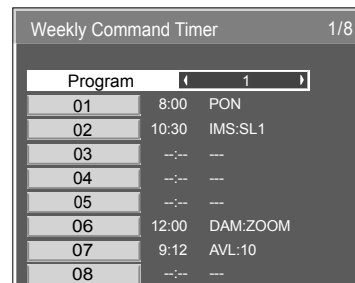 Weekly Command Timer 1/8
Program 1
01 8:00 PON
02 10:30 IMS:SL1
03 --:-- ---
04 --:-- ---
05 --:-- ---
06 12:00 DAM:ZOOM
07 9:12 AVL:10
08 --:-- ---